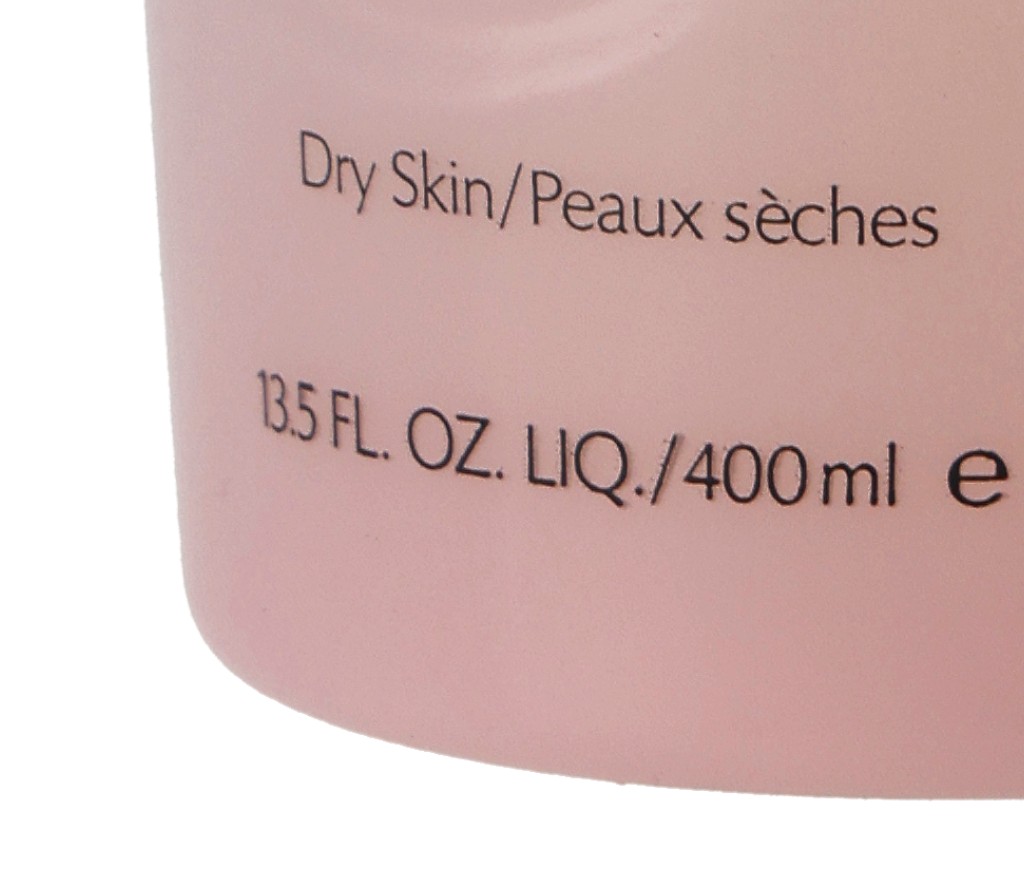 Dry Skin/Peaux sèches
13.5 FL. OZ. LIQ./400 ml e